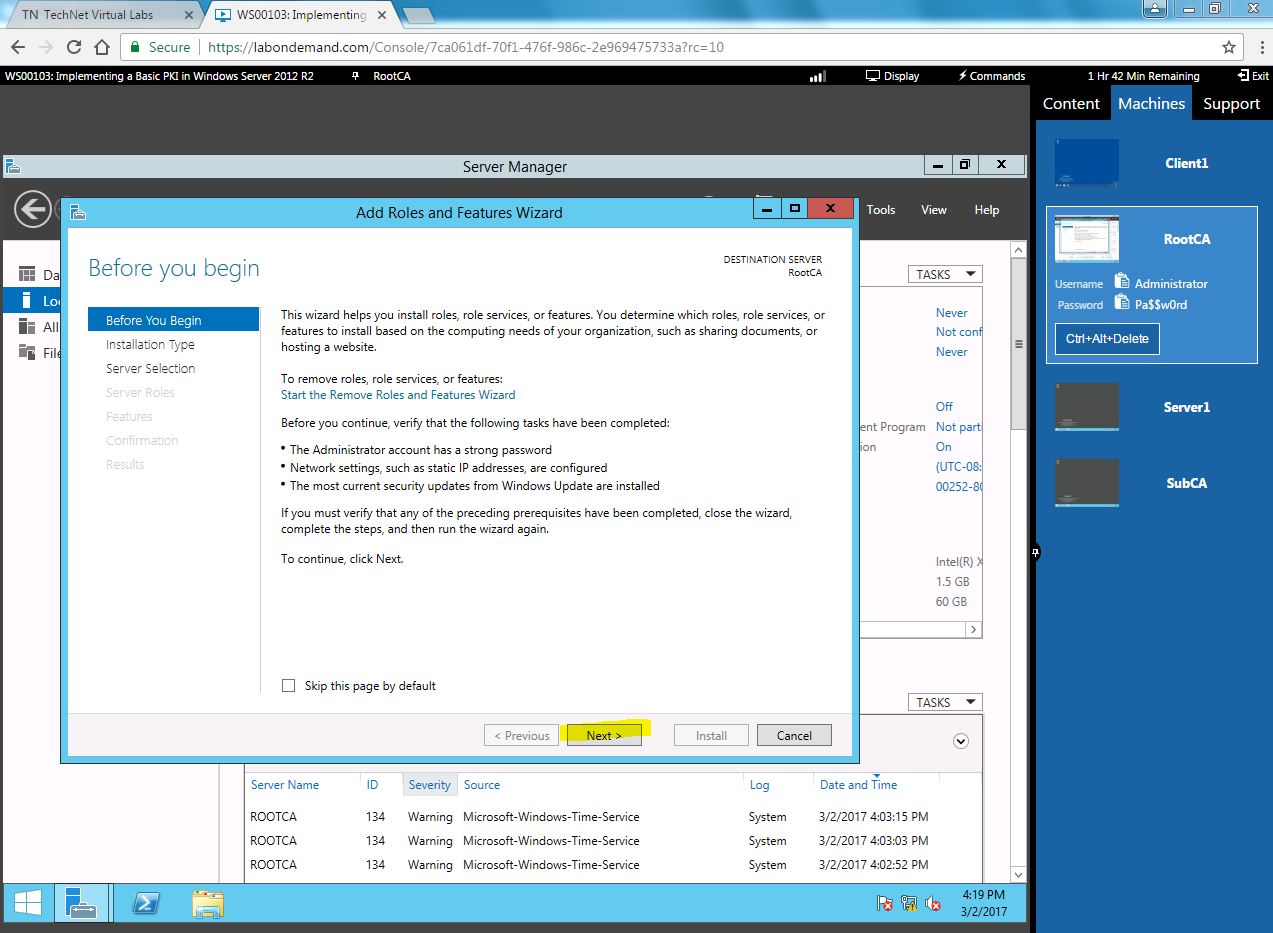 TN TechNet Virtual Labs
WS00103: Implementing
Secure
https://labondemand.com/Console/7ca061df-70f1-476f-986c-2e969475733a?rc=10
WS00103: Implementing a Basic PKI in Windows Server 2012 R2
RootCA
Display
Commands
1 Hr 42 Min Remaining
Exit
Content
Machines
Support
Server Manager
Tools
View
Help
Add Roles and Features Wizard
Before you begin
DESTINATION SERVER
RootCA
Before You Begin
Installation Type
Server Selection
Server Roles
Features
Confirmation
Results
This wizard helps you install roles, role services, or features. You determine which roles, role services, or
features to install based on the computing needs of your organization, such as sharing documents, or
hosting a website.
To remove roles, role services, or features:
Start the Remove Roles and Features Wizard
Before you continue, verify that the following tasks have been completed:
• The Administrator account has a strong password
• Network settings, such as static IP addresses, are configured
• The most current security updates from Windows Update are installed
If you must verify that any of the preceding prerequisites have been completed, close the wizard,
complete the steps, and then run the wizard again.
To continue, click Next.
Skip this page by default
< Previous
Next >
Install
Cancel
Da
Loc
All
File
TASKS
Never
Not conf
Never
Off
ent Program Not parti
ion On
(UTC-08:
00252-80
Intel(R) X
1.5 GB
60 GB
TASKS
Server Name ID Severity Source Log Date and Time
ROOTCA 134 Warning Microsoft-Windows-Time-Service System 3/2/2017 4:03:15 PM
ROOTCA 134 Warning Microsoft-Windows-Time-Service System 3/2/2017 4:03:03 PM
ROOTCA 134 Warning Microsoft-Windows-Time-Service System 3/2/2017 4:02:52 PM
4:19 PM
3/2/2017
Client1
RootCA
Username Administrator
Password Pa$$w0rd
Ctrl+Alt+Delete
Server1
SubCA